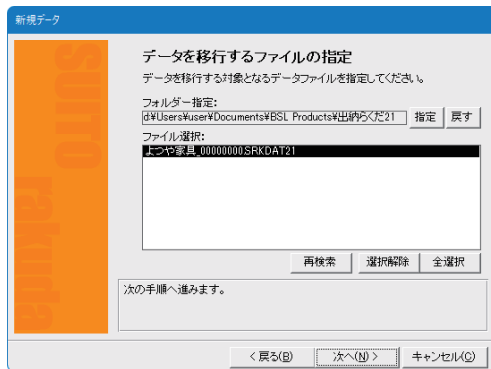 新規データ
SUITO
rakuda
データを移行するファイルの指定
データを移行する対象となるデータファイルを指定してください。
フォルダー指定:
d¥Users¥user¥Documents¥BSL Products¥出納らくだ21
指定
戻す
ファイル選択:
よつや家具_00000000.SRKDAT21
再検索
選択解除
全選択
次の手順へ進みます。
< 戻る(B)
次へ(N) >
キャンセル(C)